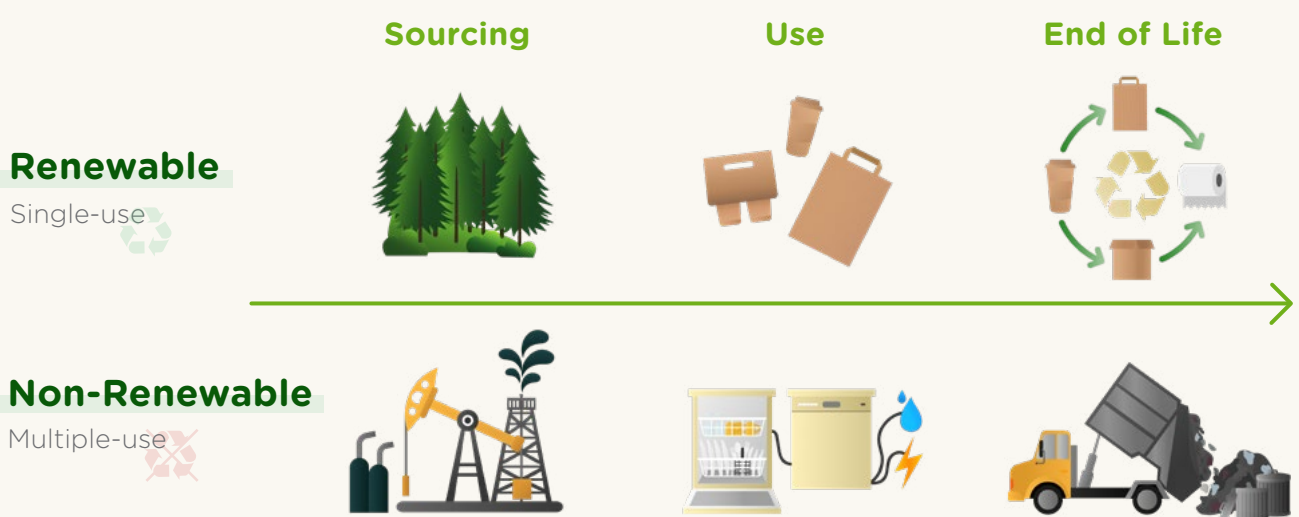 Sourcing Use End of Life
Renewable
Single-use
Non-Renewable
Multiple-use